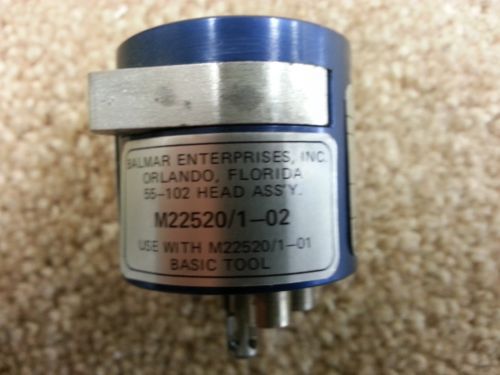 BALMAR ENTERPRISES, INC.
ORLANDO, FLORIDA
55-102 HEAD ASS'Y.
M22520/1-02
USE WITH M22520/1-01
BASIC TOOL